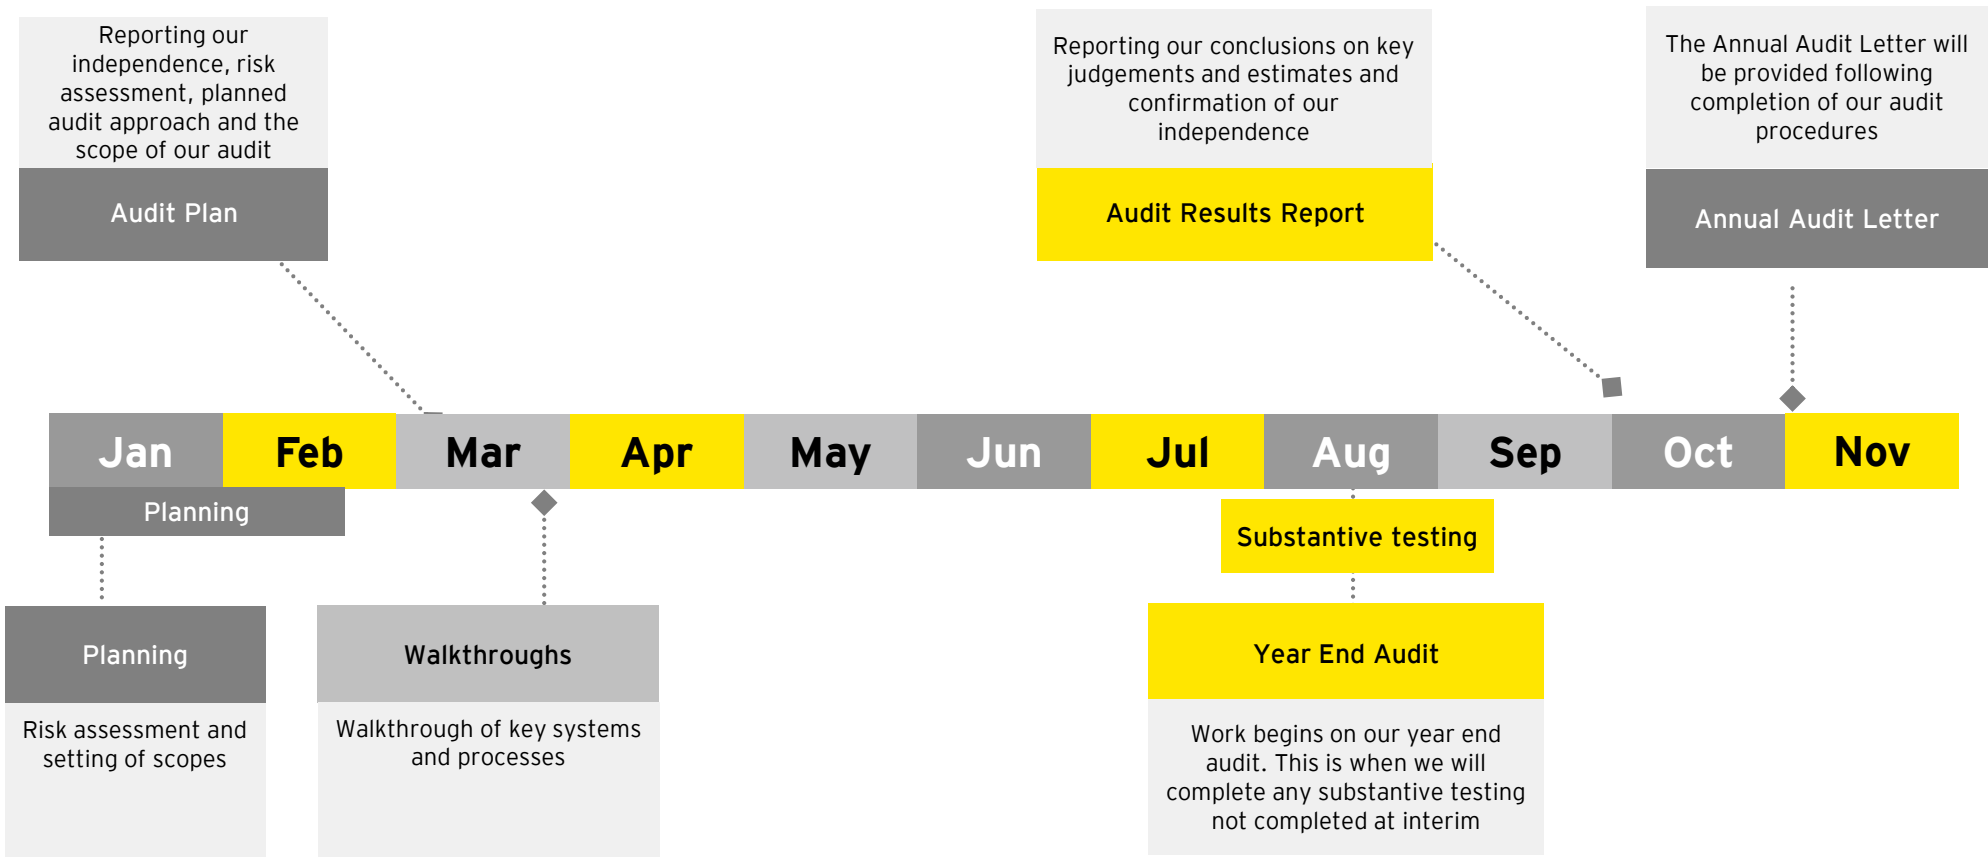 Reporting our
independence, risk
assessment, planned
audit approach and the
scope of our audit
Audit Plan
Reporting our conclusions on key
judgements and estimates and
confirmation of our
independence
Audit Results Report
The Annual Audit Letter will
be provided following
completion of our audit
procedures
Annual Audit Letter
Jan Feb Mar Apr May Jun Jul Aug Sep Oct Nov
Planning
Substantive testing
Planning
Risk assessment and
setting of scopes
Walkthroughs
Walkthrough of key systems
and processes
Year End Audit
Work begins on our year end
audit. This is when we will
complete any substantive testing
not completed at interim